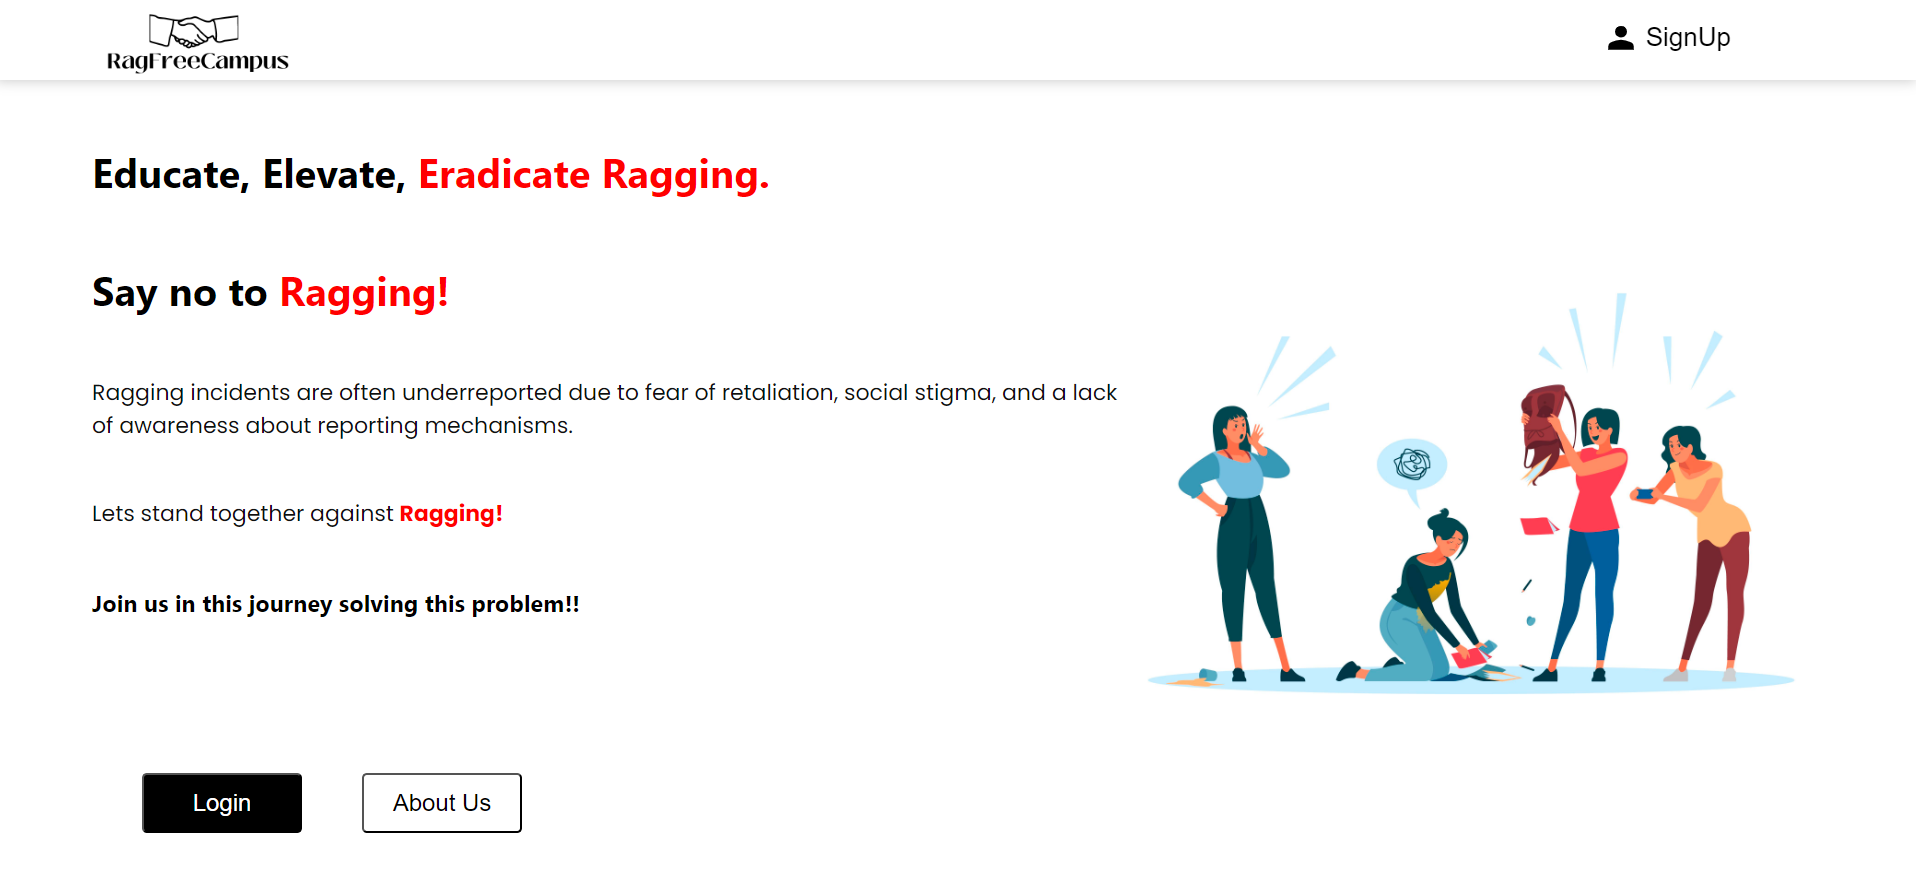 RagFreeCampus
SignUp
Educate, Elevate, Eradicate Ragging.
Say no to Ragging!
Ragging incidents are often underreported due to fear of retaliation, social stigma, and a lack
of awareness about reporting mechanisms.
Lets stand together against Ragging!
Join us in this journey solving this problem!!
Login
About Us